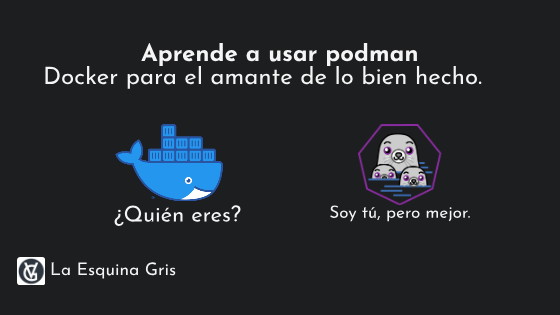 Aprende a usar podman
Docker para el amante de lo bien hecho.
¿Quién eres?
Soy tú, pero mejor.
La Esquina Gris